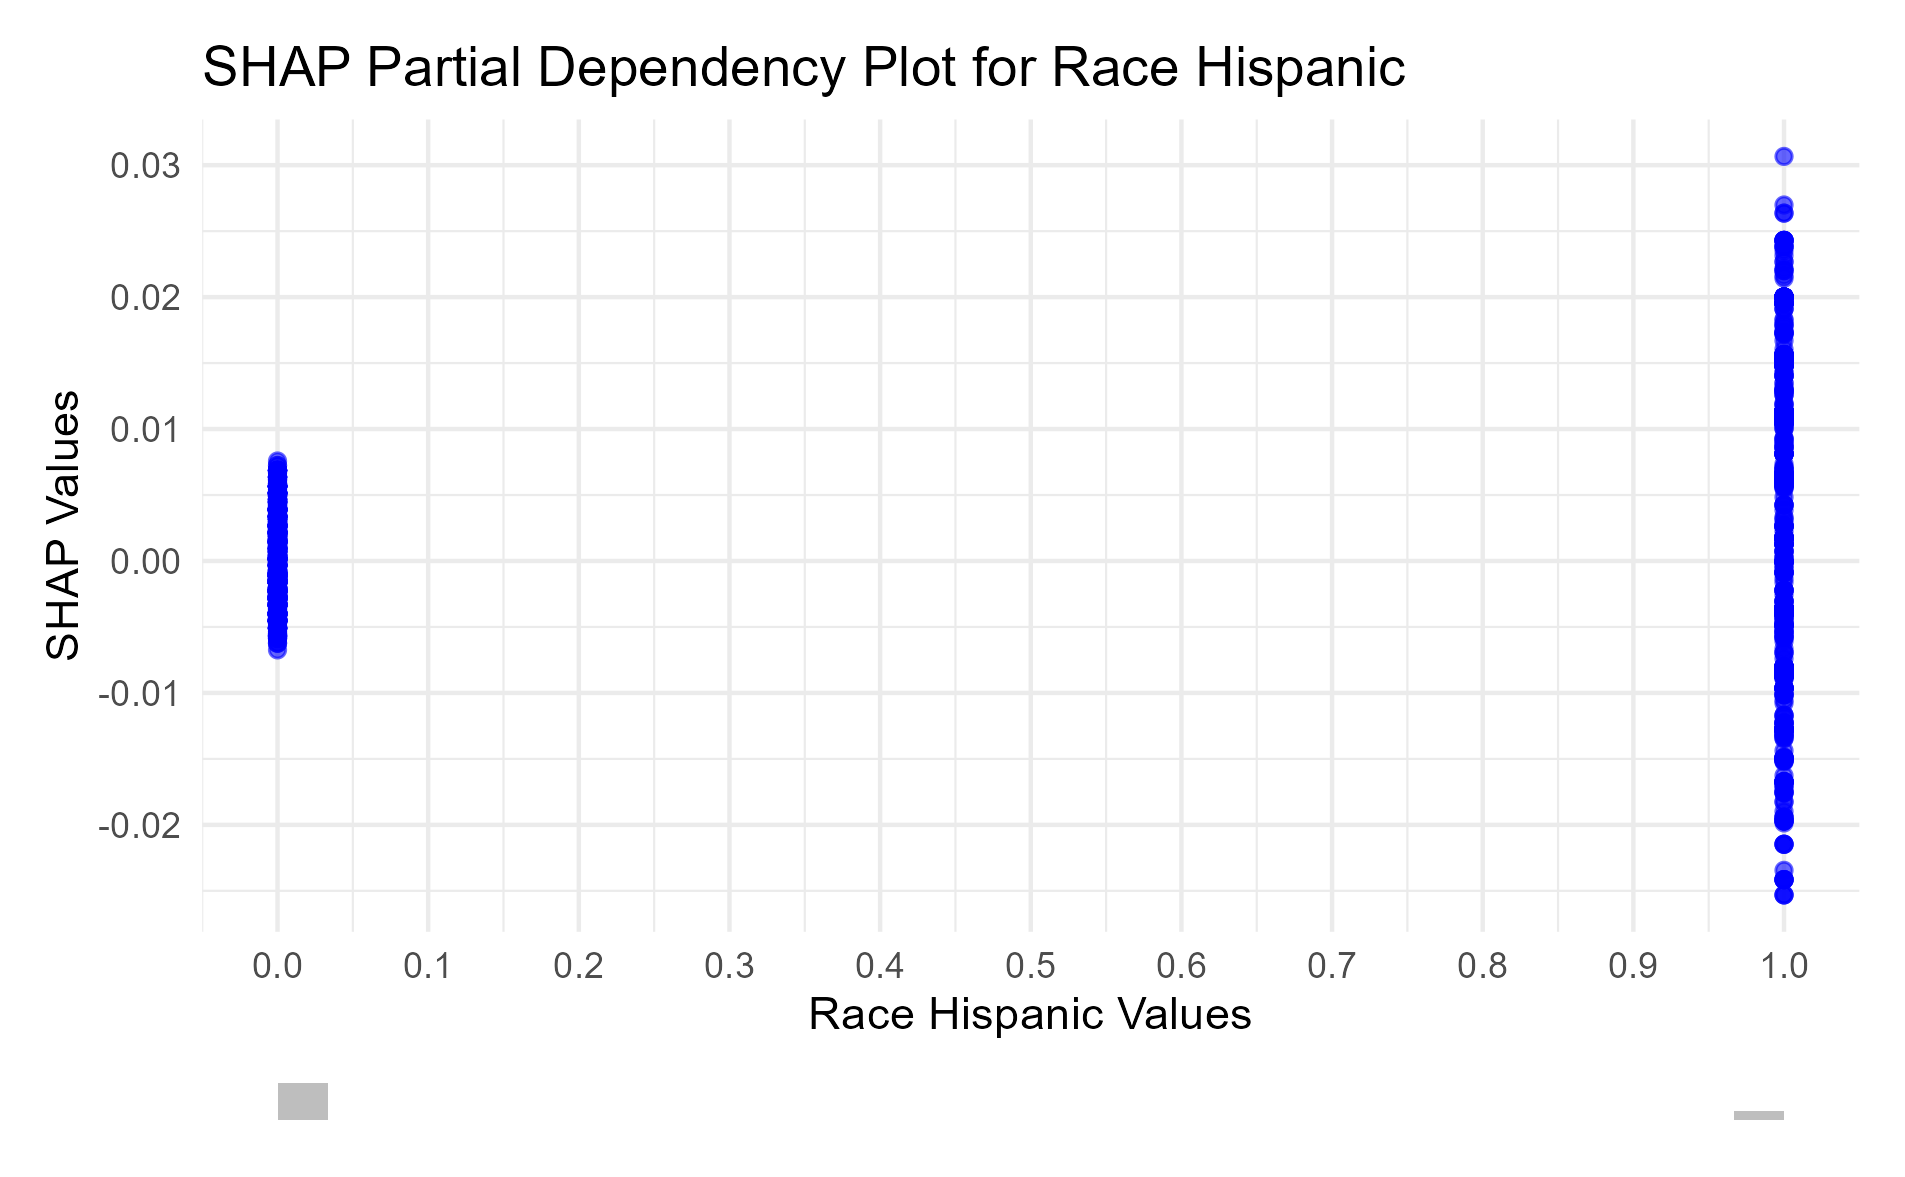 SHAP Partial Dependency Plot for Race Hispanic
0.03
0.02
0.01
0.00
-0.01
-0.02
SHAP Values
0.0 0.1 0.2 0.3 0.4 0.5 0.6 0.7 0.8 0.9 1.0
Race Hispanic Values